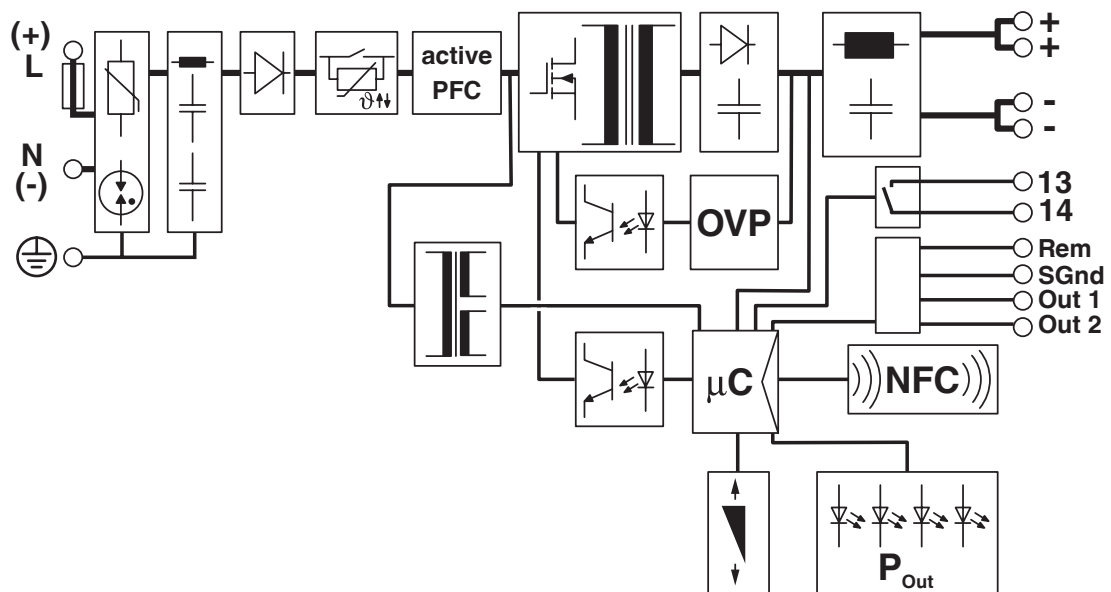 (+)
L
N
(-)
active
PFC
ϑ
+
+
-
-
OVP
13
14
Rem
SGnd
Out 1
Out 2
μC
NFC
P Out